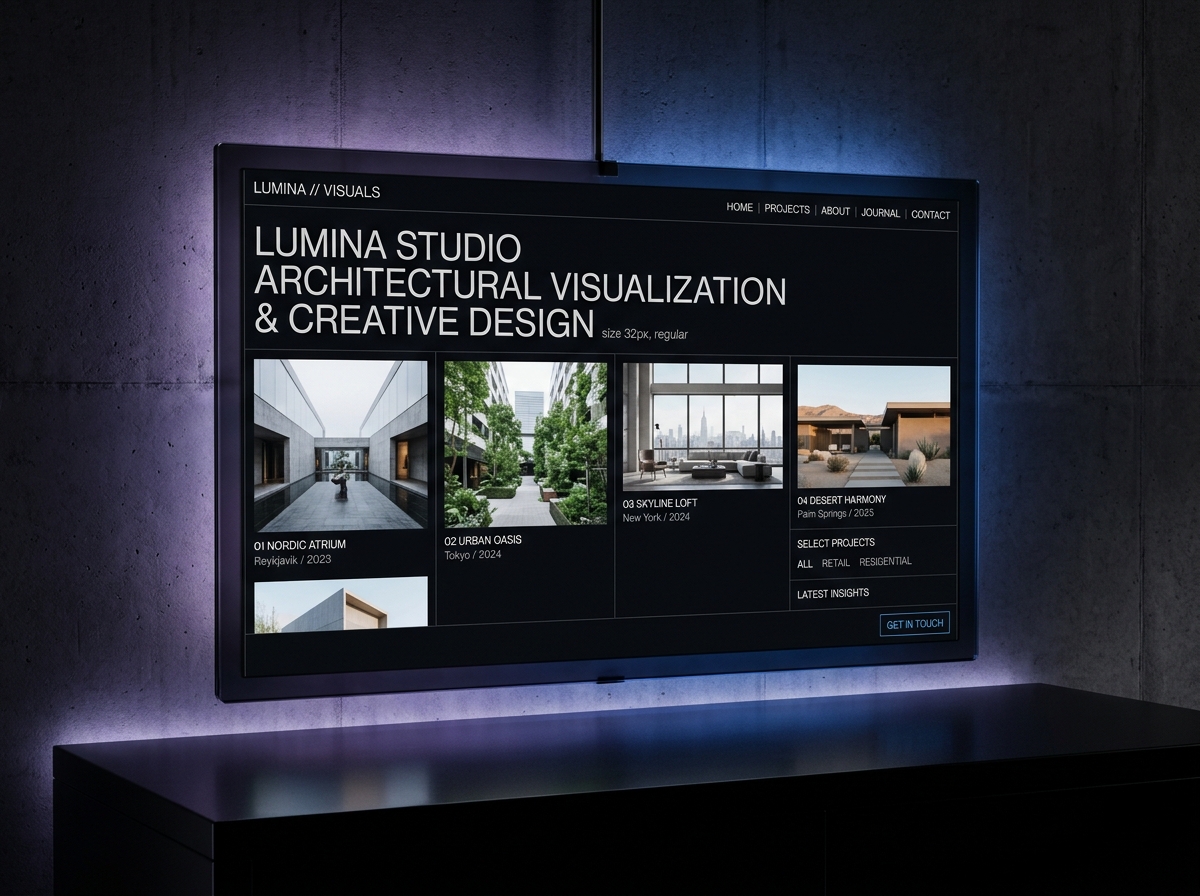 LUMINA // VISUALS
HOME | PROJECTS | ABOUT | JOURNAL | CONTACT
LUMINA STUDIO
ARCHITECTURAL VISUALIZATION
& CREATIVE DESIGN size 32px, regular
01 NORDIC ATRIUM
Reykjavik / 2023
02 URBAN OASIS
Tokyo / 2024
03 SKYLINE LOFT
New York / 2024
04 DESERT HARMONY
Paim Springs / 2025
SELECT PROJECTS
ALL RETAIL RESIGENTIAL
LATEST INSIGHTS
GET IN TOUCH